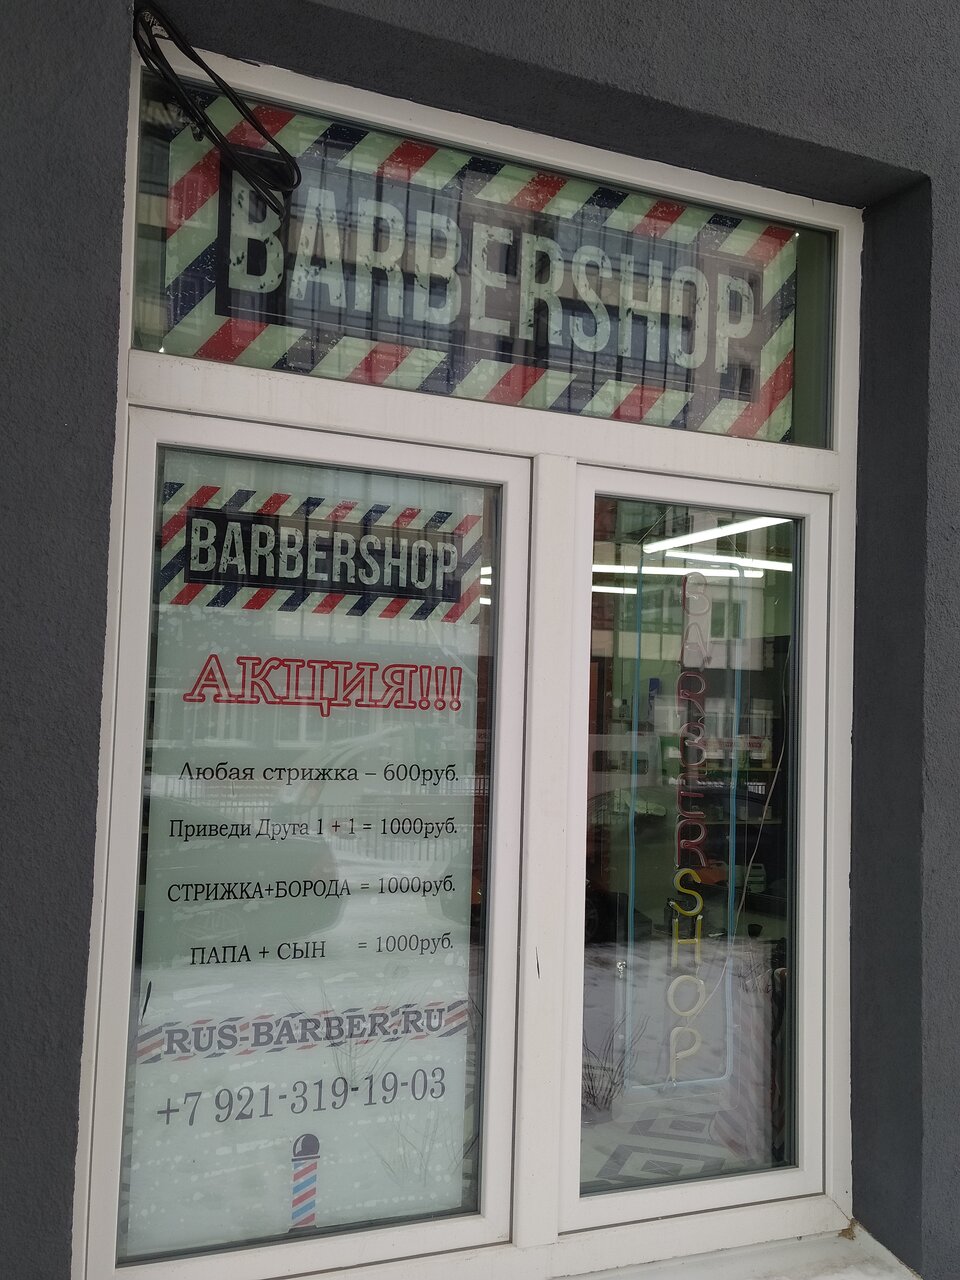 BARBERSHOP
BARBERSHOP
АКЦИЯ!!!
Любая стрижка – 600руб.
Приведи Друга 1 + 1 = 1000руб.
СТРИЖКА+БОРОДА = 1000руб.
ПАПА + СЫН = 1000руб.
RUS-BARBER.RU
+7 921-319-19-03
BARBERSHOP